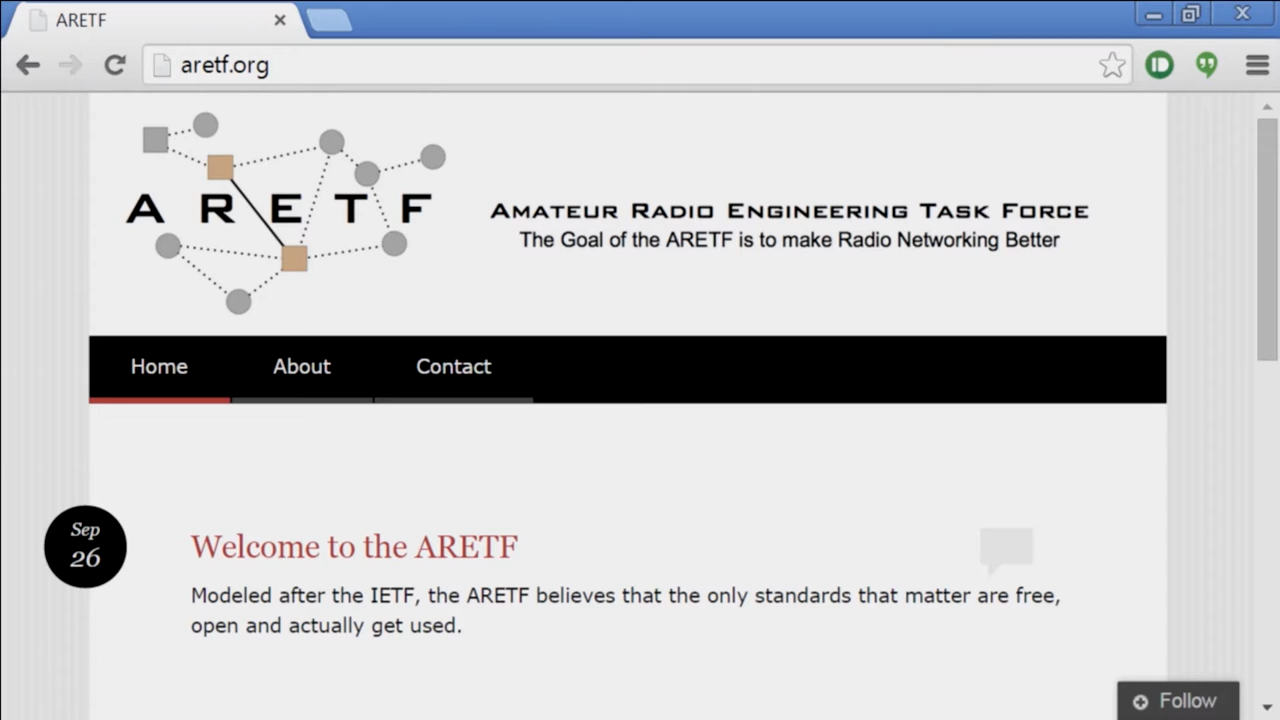 ARETF
aretf.org
A R E T F
AMATEUR RADIO ENGINEERING TASK FORCE
The Goal of the ARETF is to make Radio Networking Better
Home About Contact
Sep
26
Welcome to the ARETF
Modeled after the IETF, the ARETF believes that the only standards that matter are free,
open and actually get used.
Follow